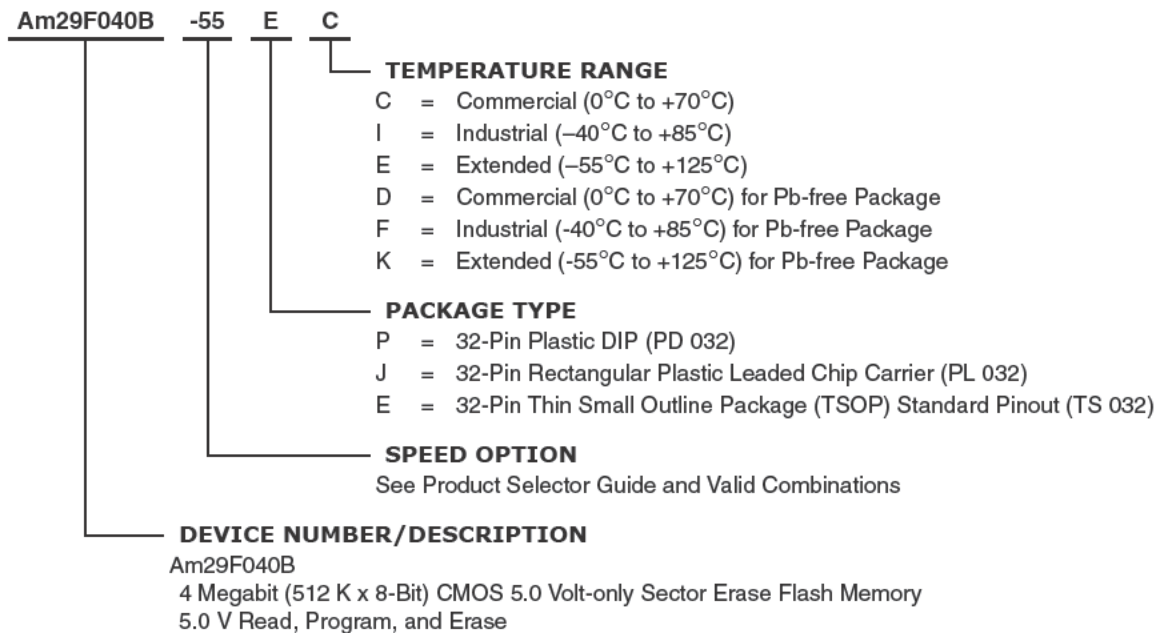 Am29F040B -55 E C
TEMPERATURE RANGE
C = Commercial (0°C to +70°C)
I = Industrial (–40°C to +85°C)
E = Extended (–55°C to +125°C)
D = Commercial (0°C to +70°C) for Pb-free Package
F = Industrial (-40°C to +85°C) for Pb-free Package
K = Extended (-55°C to +125°C) for Pb-free Package
PACKAGE TYPE
P = 32-Pin Plastic DIP (PD 032)
J = 32-Pin Rectangular Plastic Leaded Chip Carrier (PL 032)
E = 32-Pin Thin Small Outline Package (TSOP) Standard Pinout (TS 032)
SPEED OPTION
See Product Selector Guide and Valid Combinations
DEVICE NUMBER/DESCRIPTION
Am29F040B
4 Megabit (512 K x 8-Bit) CMOS 5.0 Volt-only Sector Erase Flash Memory
5.0 V Read, Program, and Erase